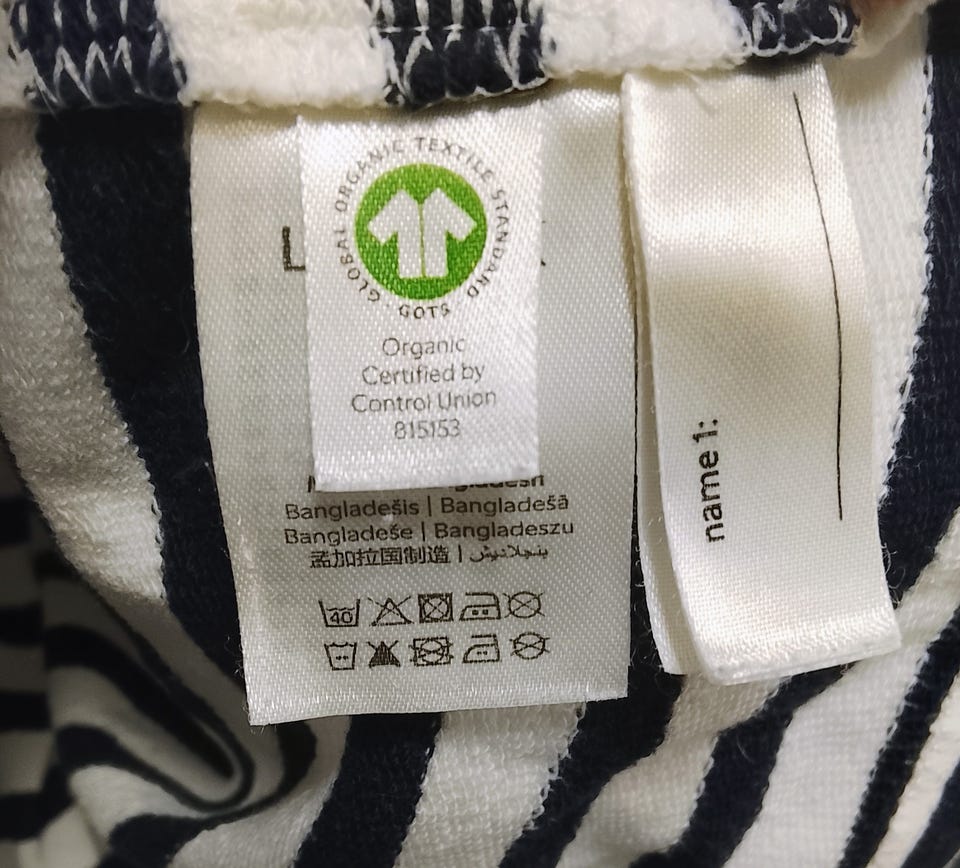 GLOBAL ORGANIC TEXTILE STANDARD
GOTS
Organic
Certified by
Control Union
815153
Bangladešis | Bangladešā
Bangladeše | Bangladeszu
孟加拉国制造 | بنجلاديش
40
name 1: